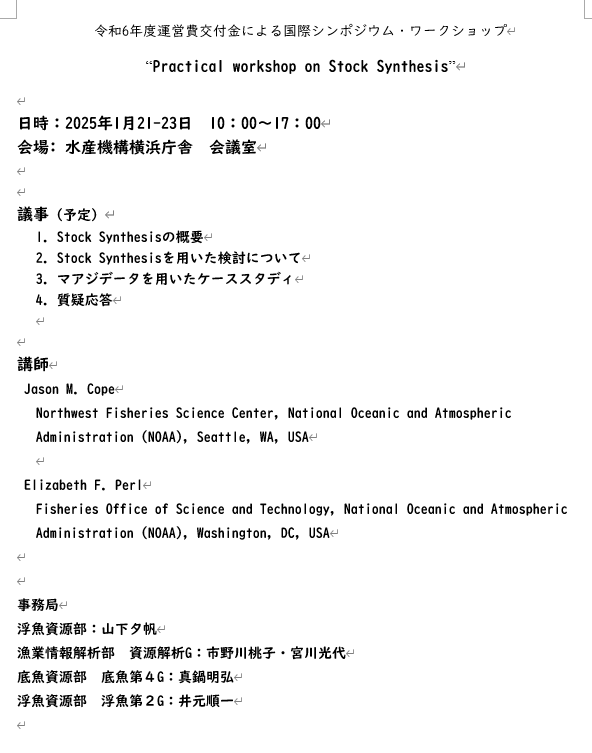 令和6年度運営費交付金による国際シンポジウム・ワークショップ
“Practical workshop on Stock Synthesis”
日時：2025年1月21-23日　10：00～17：00
会場: 水産機構横浜庁舎　会議室
議事（予定）
1. Stock Synthesisの概要
2. Stock Synthesisを用いた検討について
3. マアジデータを用いたケーススタディ
4. 質疑応答
講師
Jason M. Cope
Northwest Fisheries Science Center, National Oceanic and Atmospheric
Administration (NOAA), Seattle, WA, USA
Elizabeth F. Perl
Fisheries Office of Science and Technology, National Oceanic and Atmospheric
Administration (NOAA), Washington, DC, USA
事務局
浮魚資源部：山下夕帆
漁業情報解析部　資源解析G：市野川桃子・宮川光代
底魚資源部　底魚第４G：真鍋明弘
浮魚資源部　浮魚第２G：井元順一